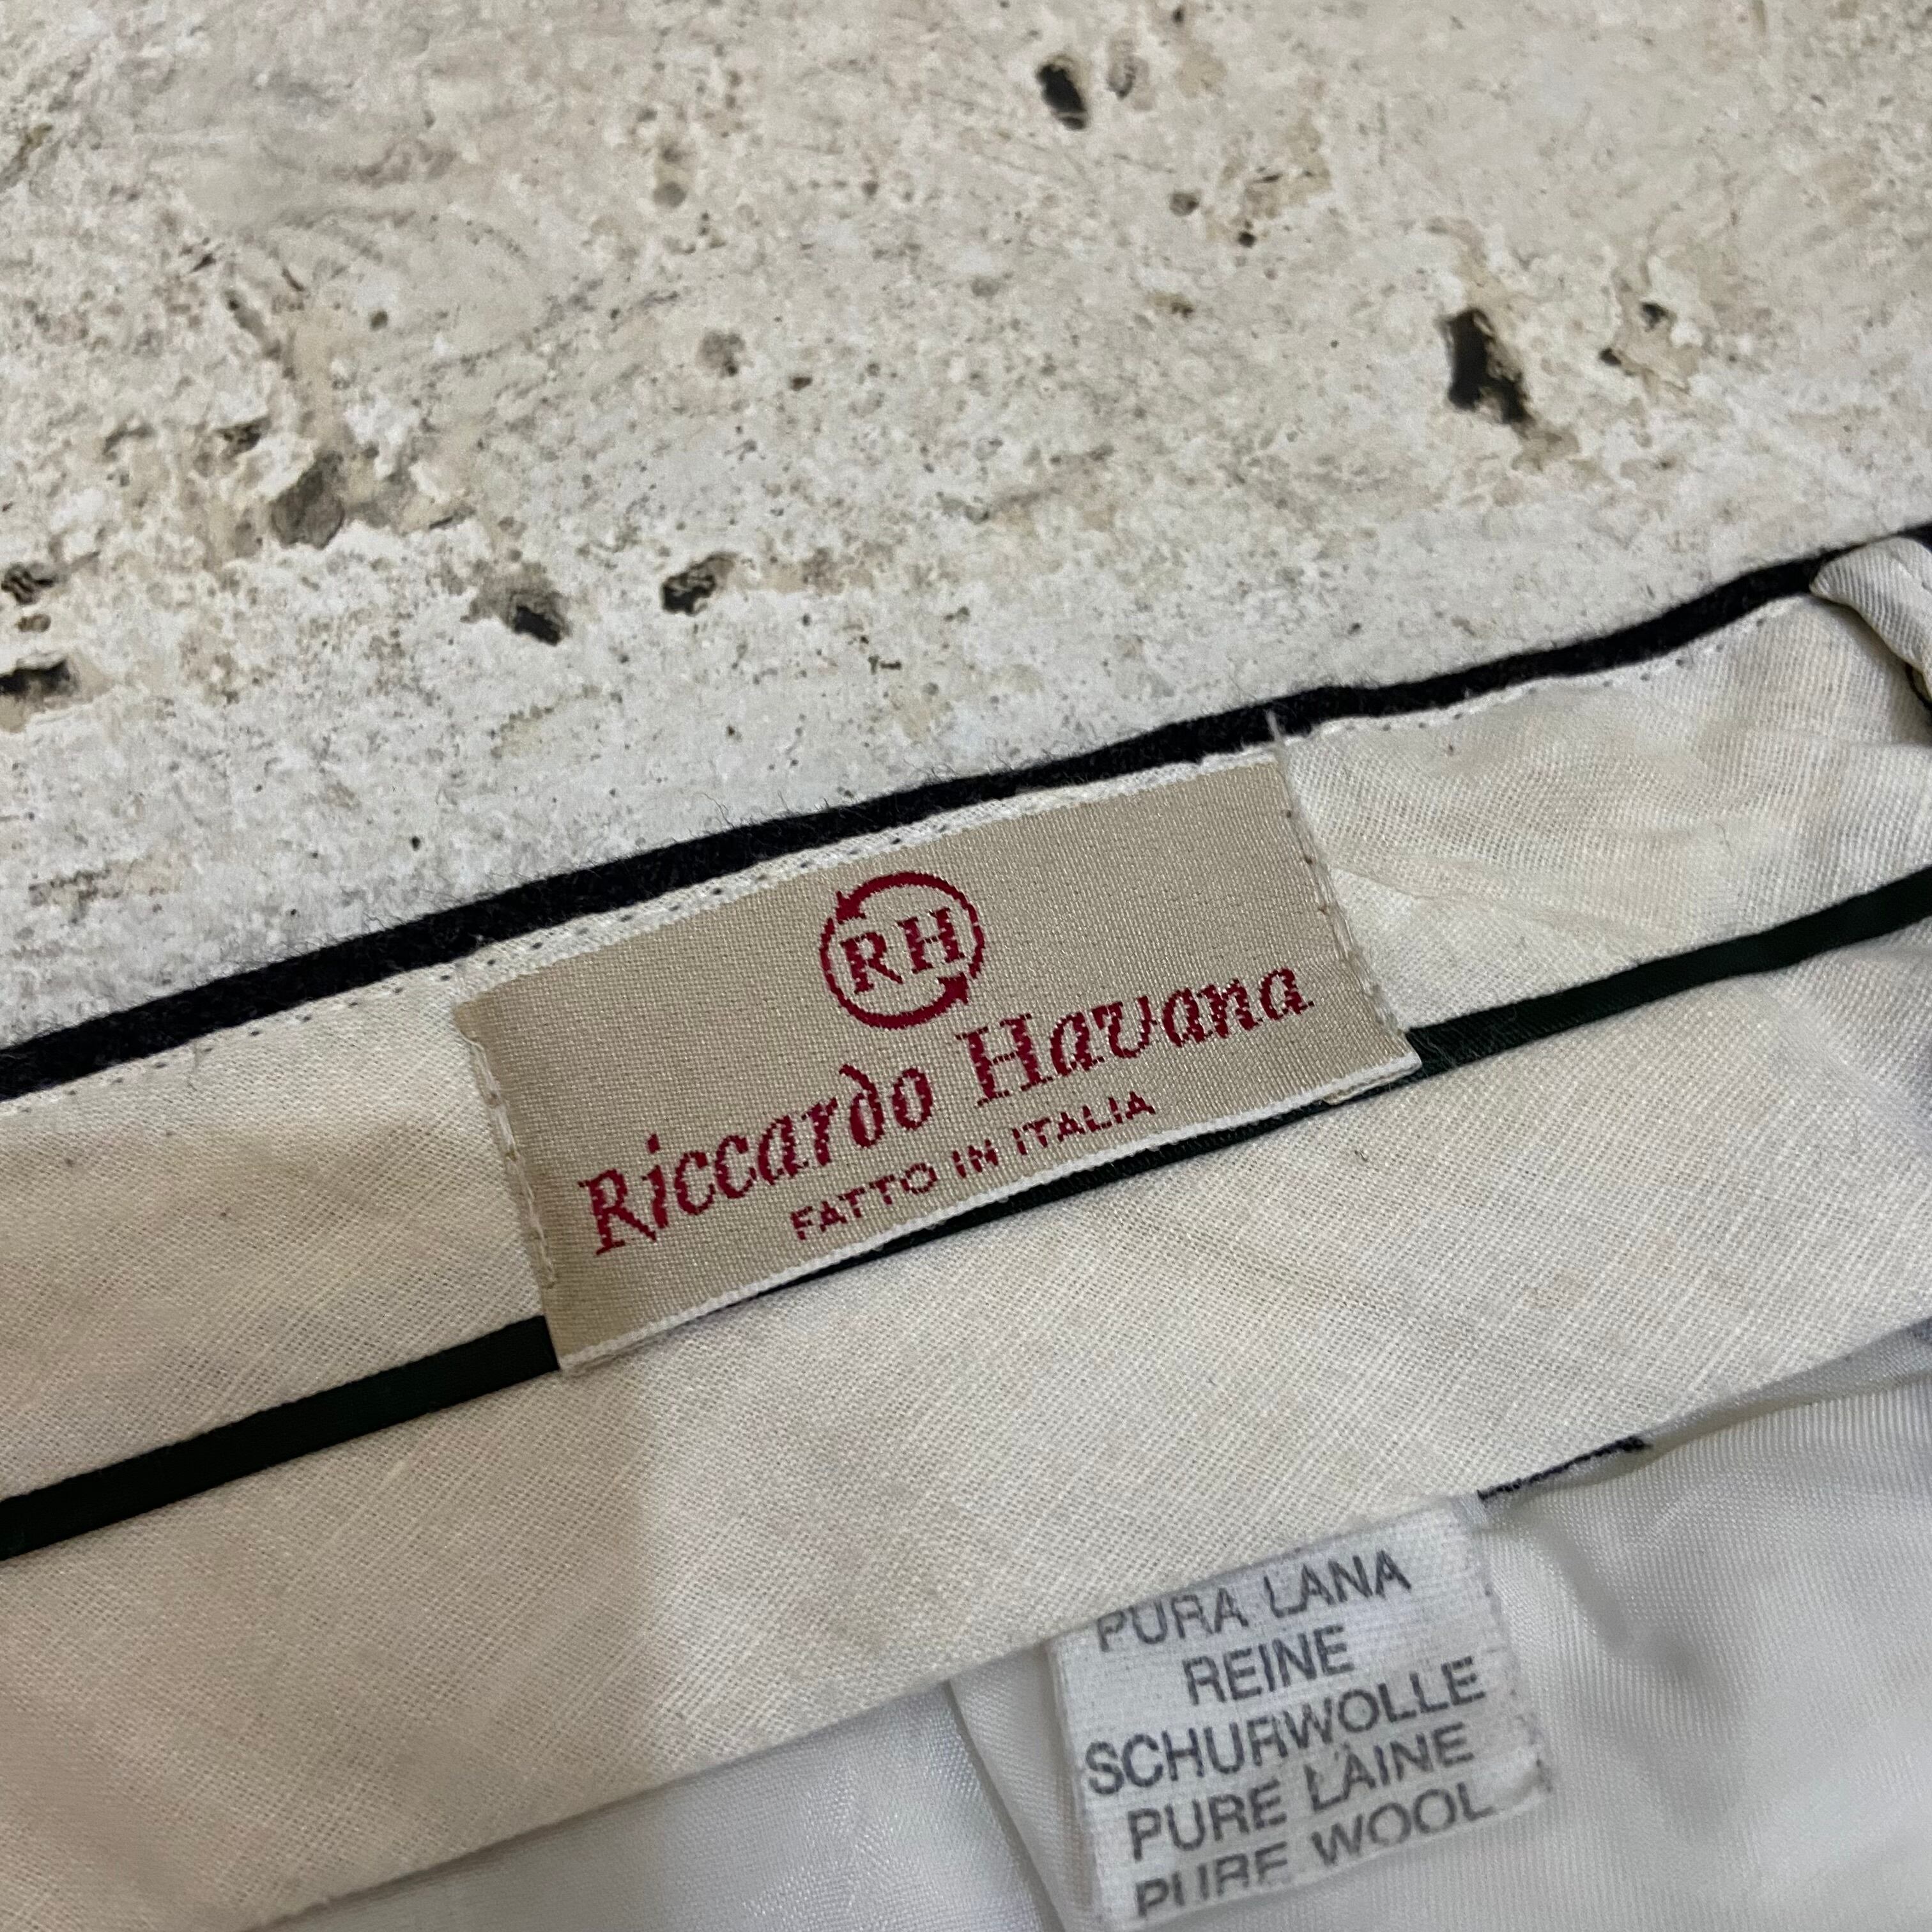 RH
Riccardo Havana
FATTO IN ITALIA
PURA LANA
REINE
SCHURWOLLE
PURE LAINE
PURE WOOL